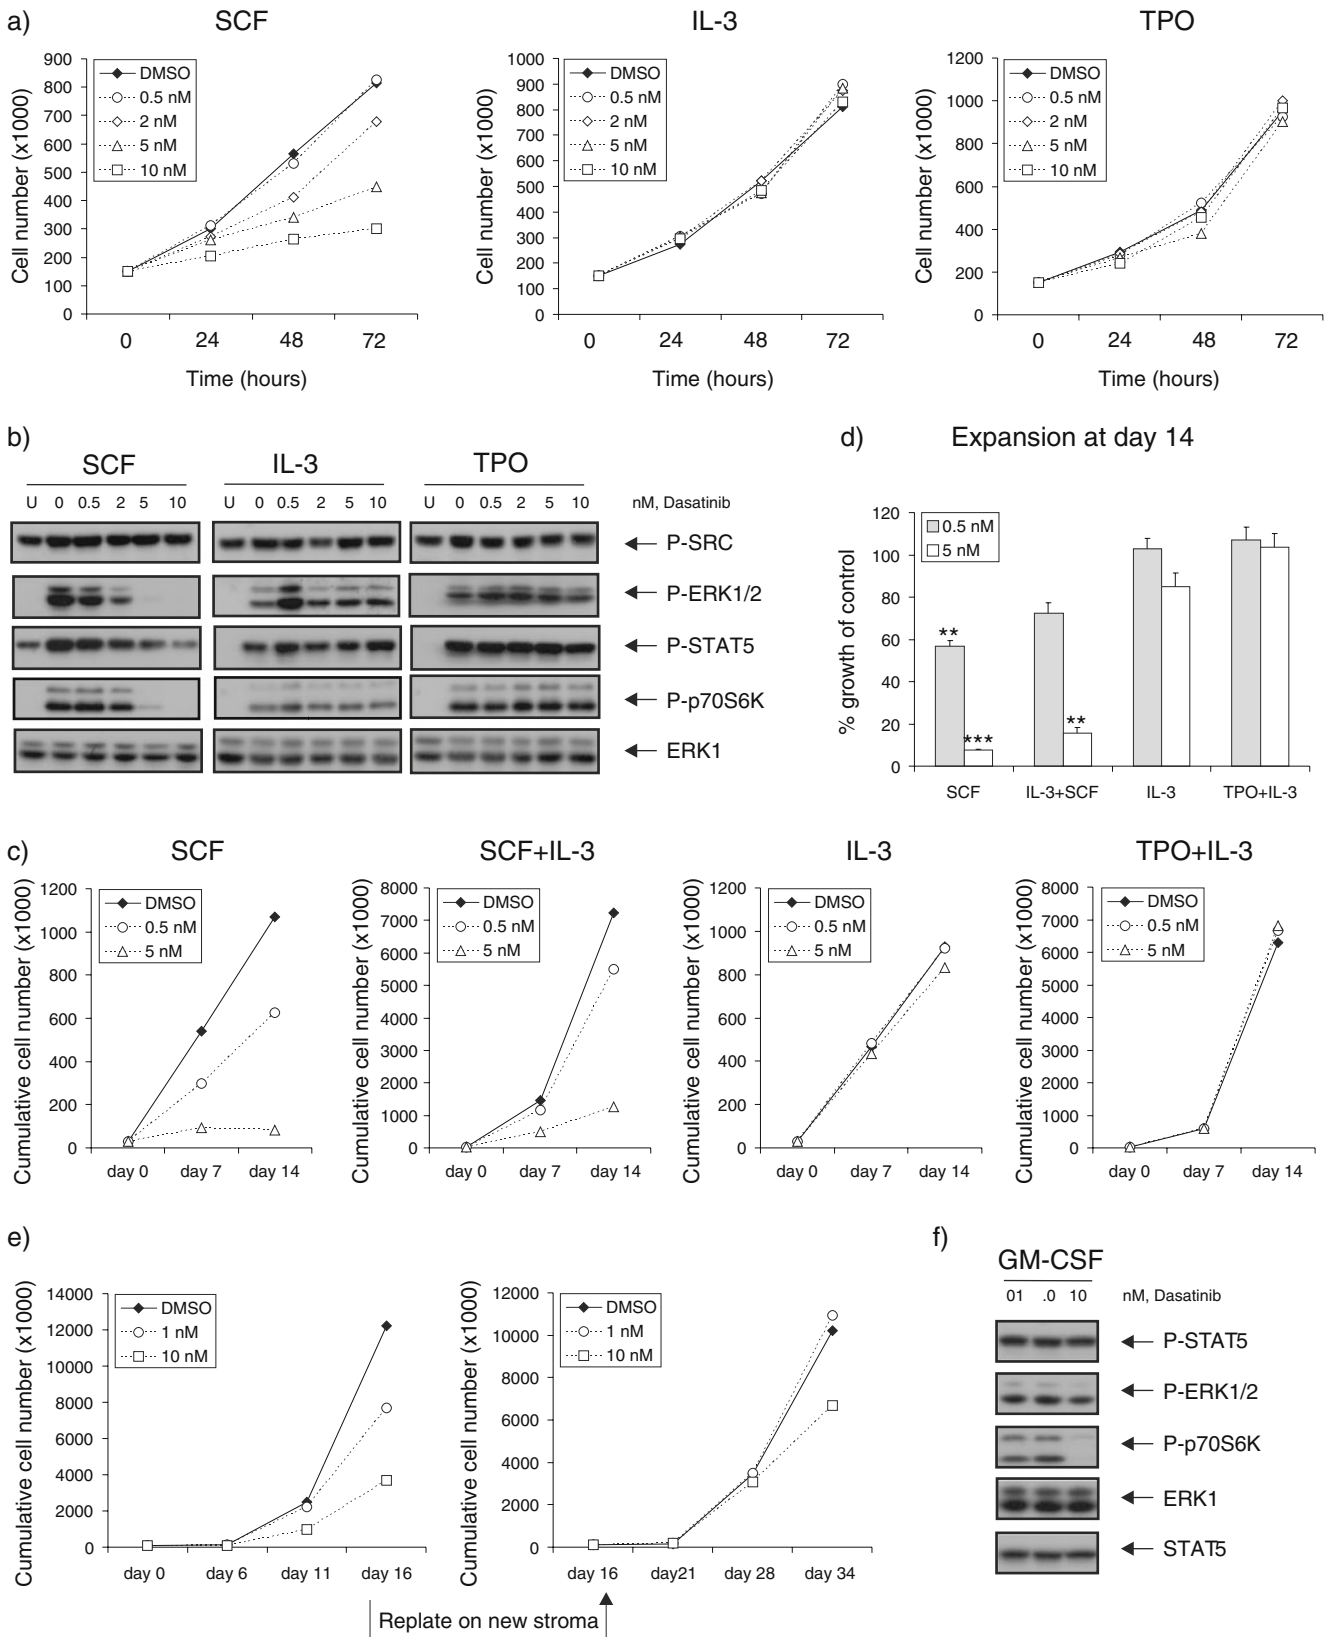 a)
SCF
IL-3
TPO
Cell number (x1000)
900
800
700
600
500
400
300
200
100
0
DMSO
0.5 nM
2 nM
5 nM
10 nM
0 24 48 72
Time (hours)
Cell number (x1000)
1000
900
800
700
600
500
400
300
200
100
0
DMSO
0.5 nM
2 nM
5 nM
10 nM
0 24 48 72
Time (hours)
Cell number (x1000)
1200
1000
800
600
400
200
0
DMSO
0.5 nM
2 nM
5 nM
10 nM
0 24 48 72
Time (hours)
b)
SCF IL-3 TPO
U 0 0.5 2 5 10 U 0 0.5 2 5 10 U 0 0.5 2 5 10 nM, Dasatinib
P-SRC
P-ERK1/2
P-STAT5
P-p70S6K
ERK1
d)
Expansion at day 14
% growth of control
120
100
80
60
40
20
0
0.5 nM
5 nM
**
***
**
SCF IL-3+SCF IL-3 TPO+IL-3
c)
SCF
SCF+IL-3
IL-3
TPO+IL-3
Cumulative cell number (x1000)
1200
1000
800
600
400
200
0
DMSO
0.5 nM
5 nM
day 0 day 7 day 14
Cumulative cell number (x1000)
8000
7000
6000
5000
4000
3000
2000
1000
0
DMSO
0.5 nM
5 nM
day 0 day 7 day 14
Cumulative cell number (x1000)
1200
1000
800
600
400
200
0
DMSO
0.5 nM
5 nM
day 0 day 7 day 14
Cumulative cell number (x1000)
8000
7000
6000
5000
4000
3000
2000
1000
0
DMSO
0.5 nM
5 nM
day 0 day 7 day 14
e)
Cumulative cell number (x1000)
14000
12000
10000
8000
6000
4000
2000
0
DMSO
1 nM
10 nM
day 0 day 6 day 11 day 16
Cumulative cell number (x1000)
12000
10000
8000
6000
4000
2000
0
DMSO
1 nM
10 nM
day 16 day21 day 28 day 34
Replate on new stroma
f)
GM-CSF
01 .0 10 nM, Dasatinib
P-STAT5
P-ERK1/2
P-p70S6K
ERK1
STAT5